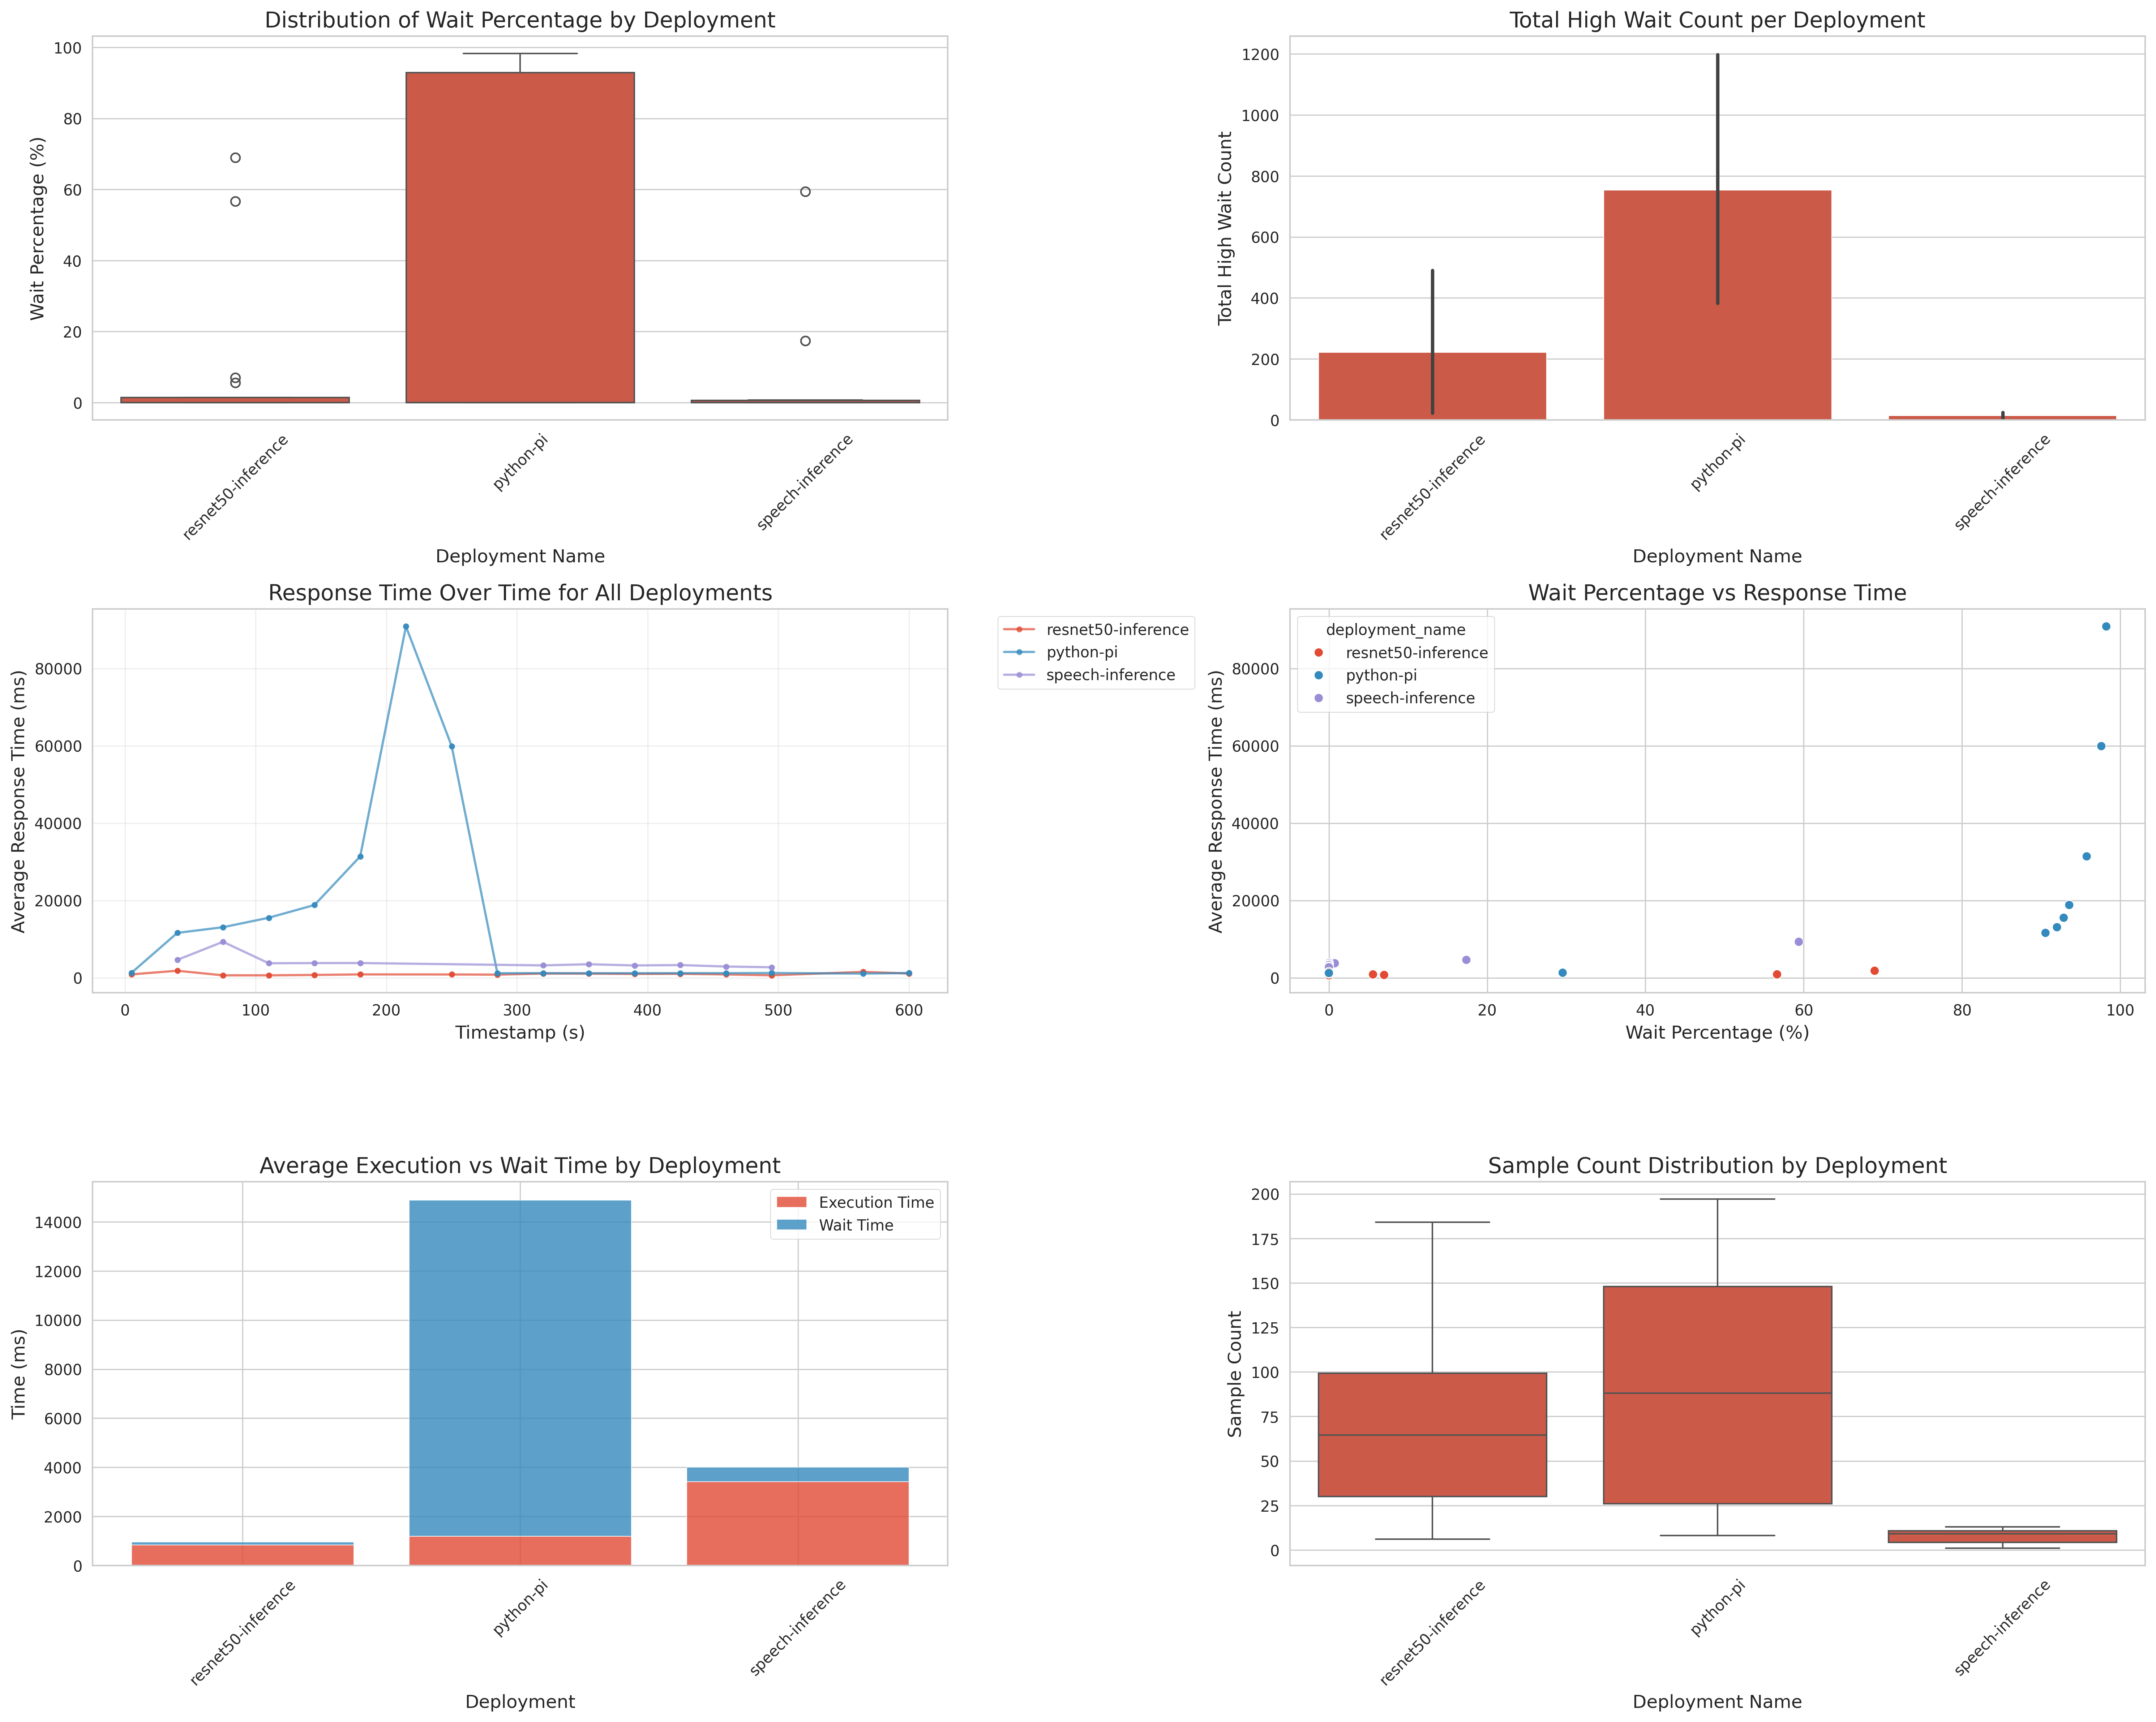 Distribution of Wait Percentage by Deployment
Wait Percentage (%)
100
80
60
40
20
0
resnet50-inference
python-pi
speech-inference
Deployment Name
Total High Wait Count per Deployment
Total High Wait Count
1200
1000
800
600
400
200
0
resnet50-inference
python-pi
speech-inference
Deployment Name
Response Time Over Time for All Deployments
Average Response Time (ms)
80000
60000
40000
20000
0
0 100 200 300 400 500 600
Timestamp (s)
resnet50-inference
python-pi
speech-inference
Wait Percentage vs Response Time
Average Response Time (ms)
deployment_name
resnet50-inference
python-pi
speech-inference
80000
60000
40000
20000
0
0 20 40 60 80 100
Wait Percentage (%)
Average Execution vs Wait Time by Deployment
Time (ms)
Execution Time
Wait Time
14000
12000
10000
8000
6000
4000
2000
0
resnet50-inference
python-pi
speech-inference
Deployment
Sample Count Distribution by Deployment
Sample Count
200
175
150
125
100
75
50
25
0
resnet50-inference
python-pi
speech-inference
Deployment Name